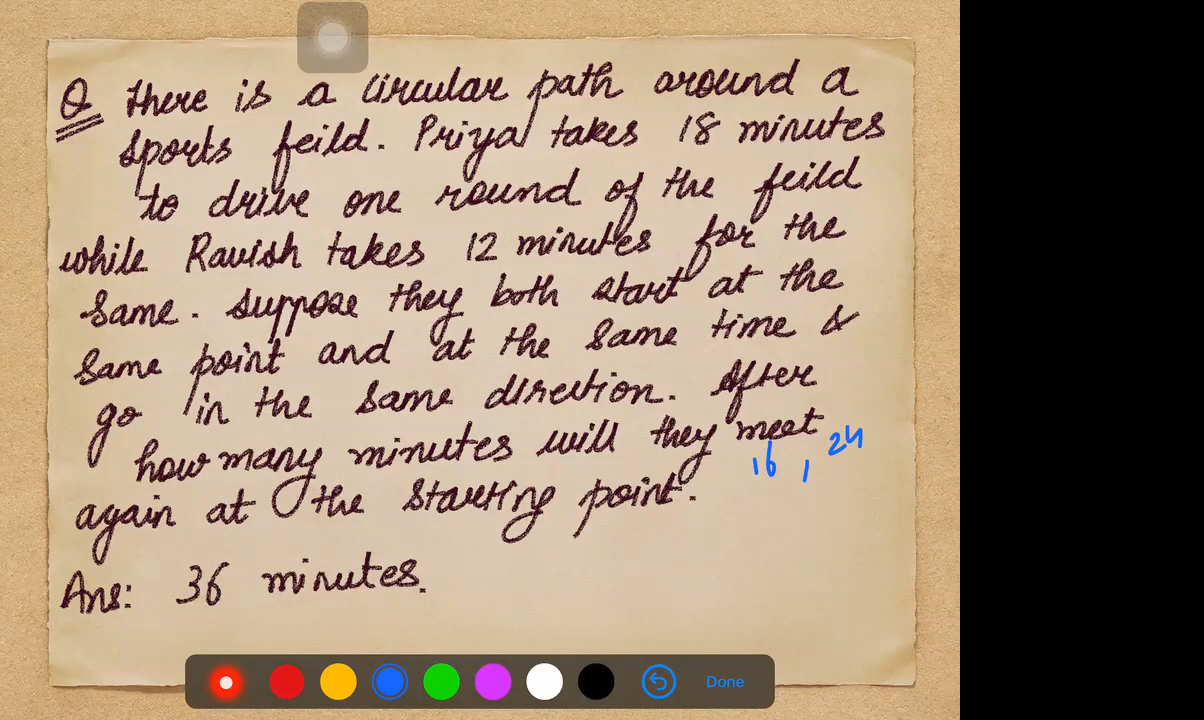 Q There is a circular path around a
sports feild. Priya takes 18 minutes
to drive one round of the feild
while Ravish takes 12 minutes for the
same. Suppose they both start at the
same point and at the same time &
go in the same direction. After
how many minutes will they meet
16 1 24
again at the starting point.
Ans: 36 minutes.
Done